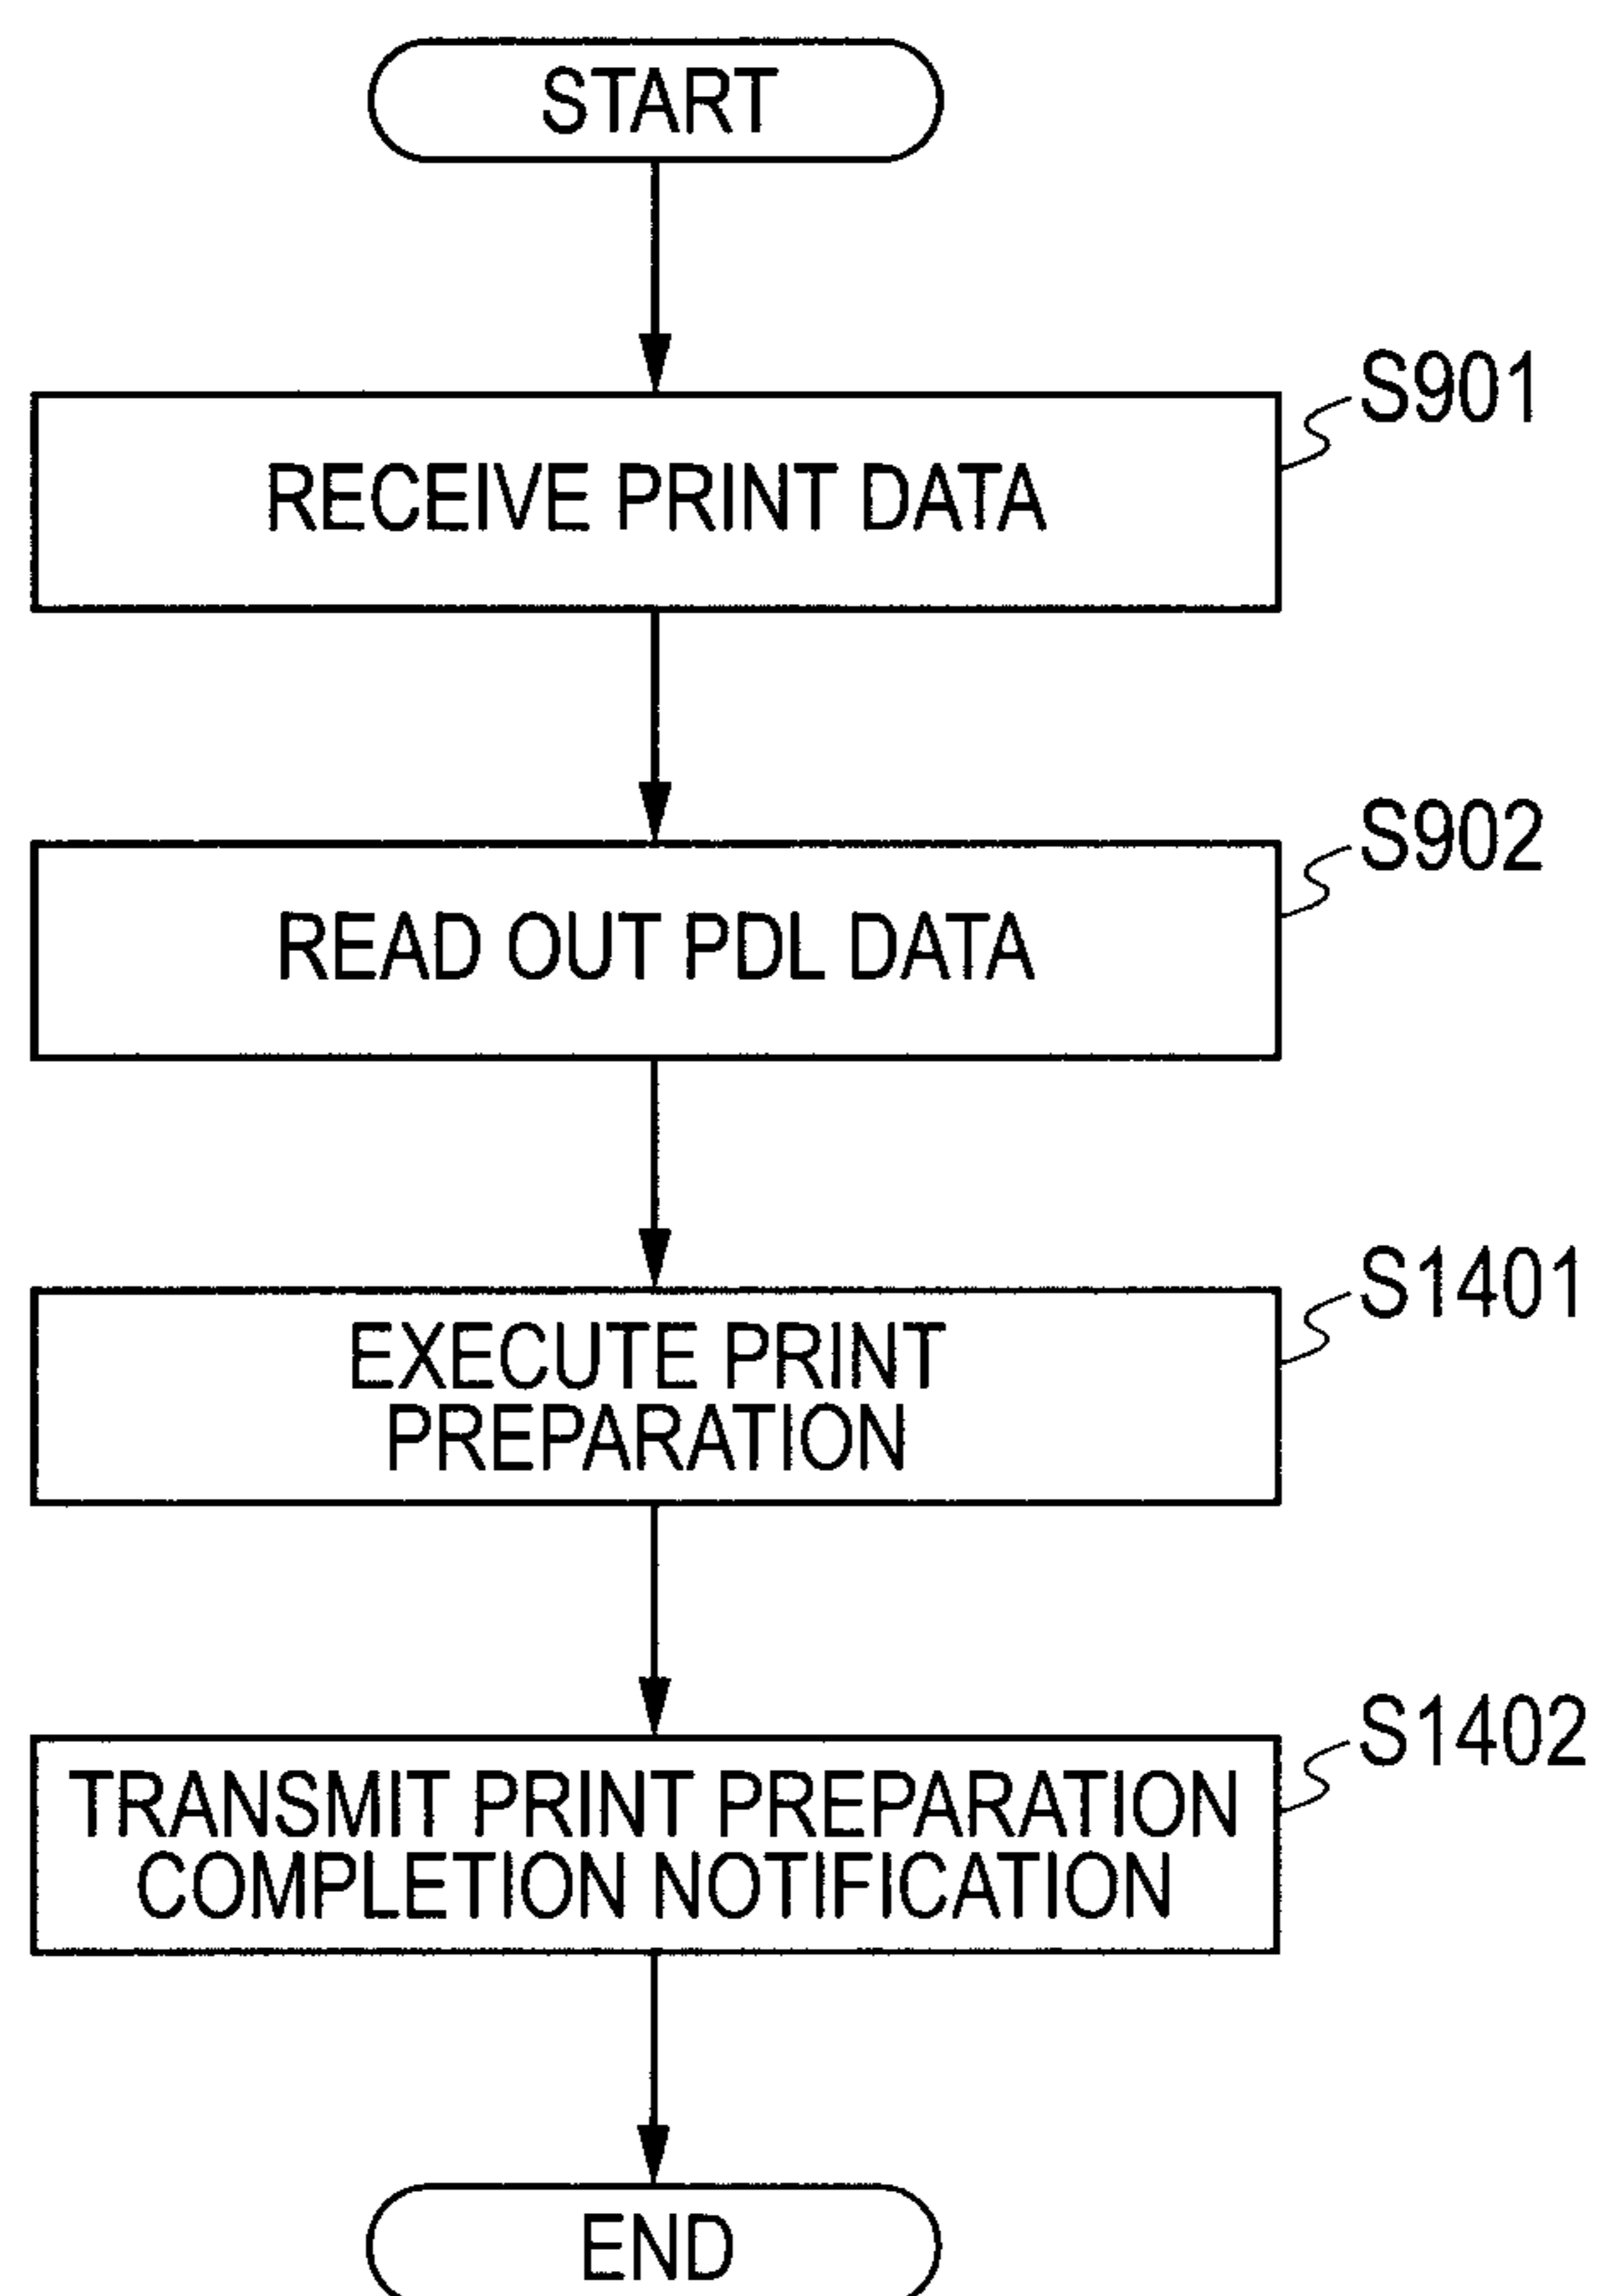 START
S901
RECEIVE PRINT DATA
S902
READ OUT PDL DATA
S1401
EXECUTE PRINT
PREPARATION
S1402
TRANSMIT PRINT PREPARATION
COMPLETION NOTIFICATION
END